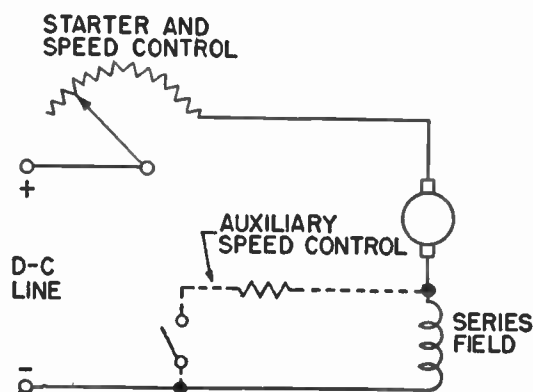 STARTER AND
SPEED CONTROL
+
AUXILIARY
SPEED CONTROL
D-C
LINE
SERIES
FIELD
-